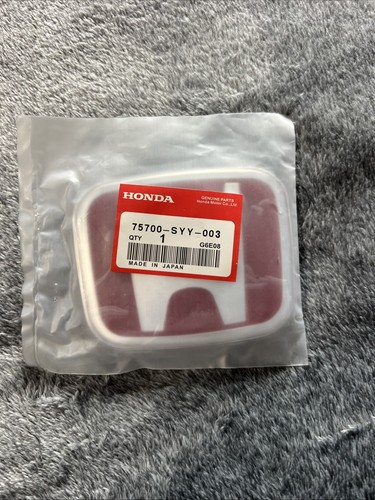 HONDA
GENUINE PARTS
Honda Motor Co., Ltd.
75700-SYY-003
QTY 1
G6E08
MADE IN JAPAN